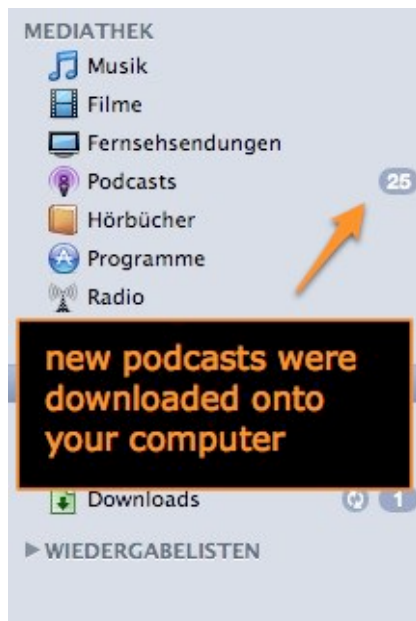 MEDIATHEK
Musik
Filme
Fernsehsendungen
Podcasts 25
Hörbücher
Programme
Radio
new podcasts were
downloaded onto
your computer
Downloads 1
WIEDERGABELISTEN